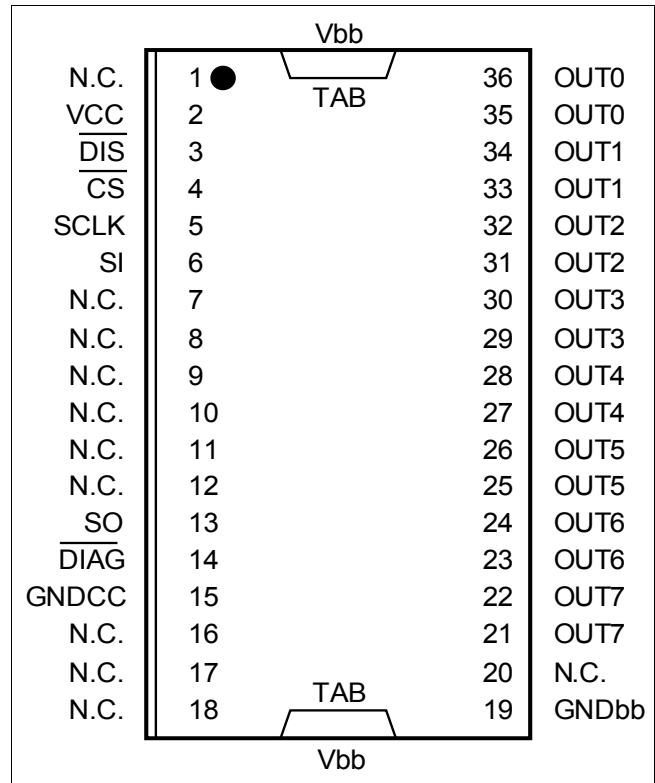 Vbb
N.C. 1 TAB 36 OUT0
VCC 2 35 OUT0
DIS 3 34 OUT1
CS 4 33 OUT1
SCLK 5 32 OUT2
SI 6 31 OUT2
N.C. 7 30 OUT3
N.C. 8 29 OUT3
N.C. 9 28 OUT4
N.C. 10 27 OUT4
N.C. 11 26 OUT5
N.C. 12 25 OUT5
SO 13 24 OUT6
DIAG 14 23 OUT6
GNDCC 15 22 OUT7
N.C. 16 21 OUT7
N.C. 17 20 N.C.
N.C. 18 TAB 19 GNDbb
Vbb